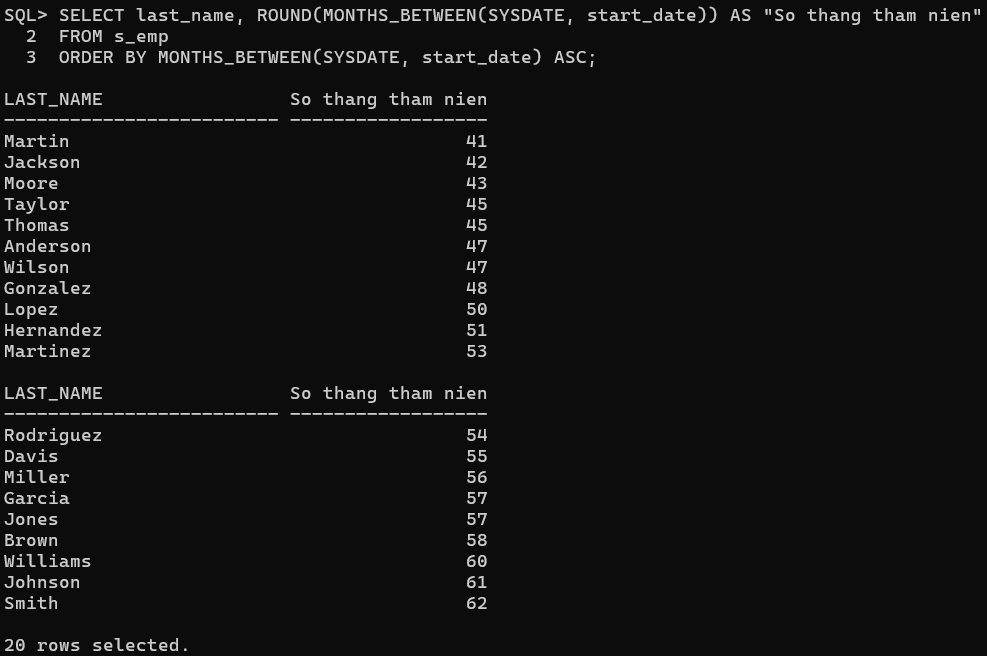 SQL> SELECT last_name, ROUND(MONTHS_BETWEEN(SYSDATE, start_date)) AS "So thang tham nien"
  2  FROM s_emp
  3  ORDER BY MONTHS_BETWEEN(SYSDATE, start_date) ASC;

LAST_NAME                 So thang tham nien
------------------------- ------------------
Martin                                    41
Jackson                                   42
Moore                                     43
Taylor                                    45
Thomas                                    45
Anderson                                  47
Wilson                                    47
Gonzalez                                  48
Lopez                                     50
Hernandez                                 51
Martinez                                  53

LAST_NAME                 So thang tham nien
------------------------- ------------------
Rodriguez                                 54
Davis                                     55
Miller                                    56
Garcia                                    57
Jones                                     57
Brown                                     58
Williams                                  60
Johnson                                   61
Smith                                     62

20 rows selected.